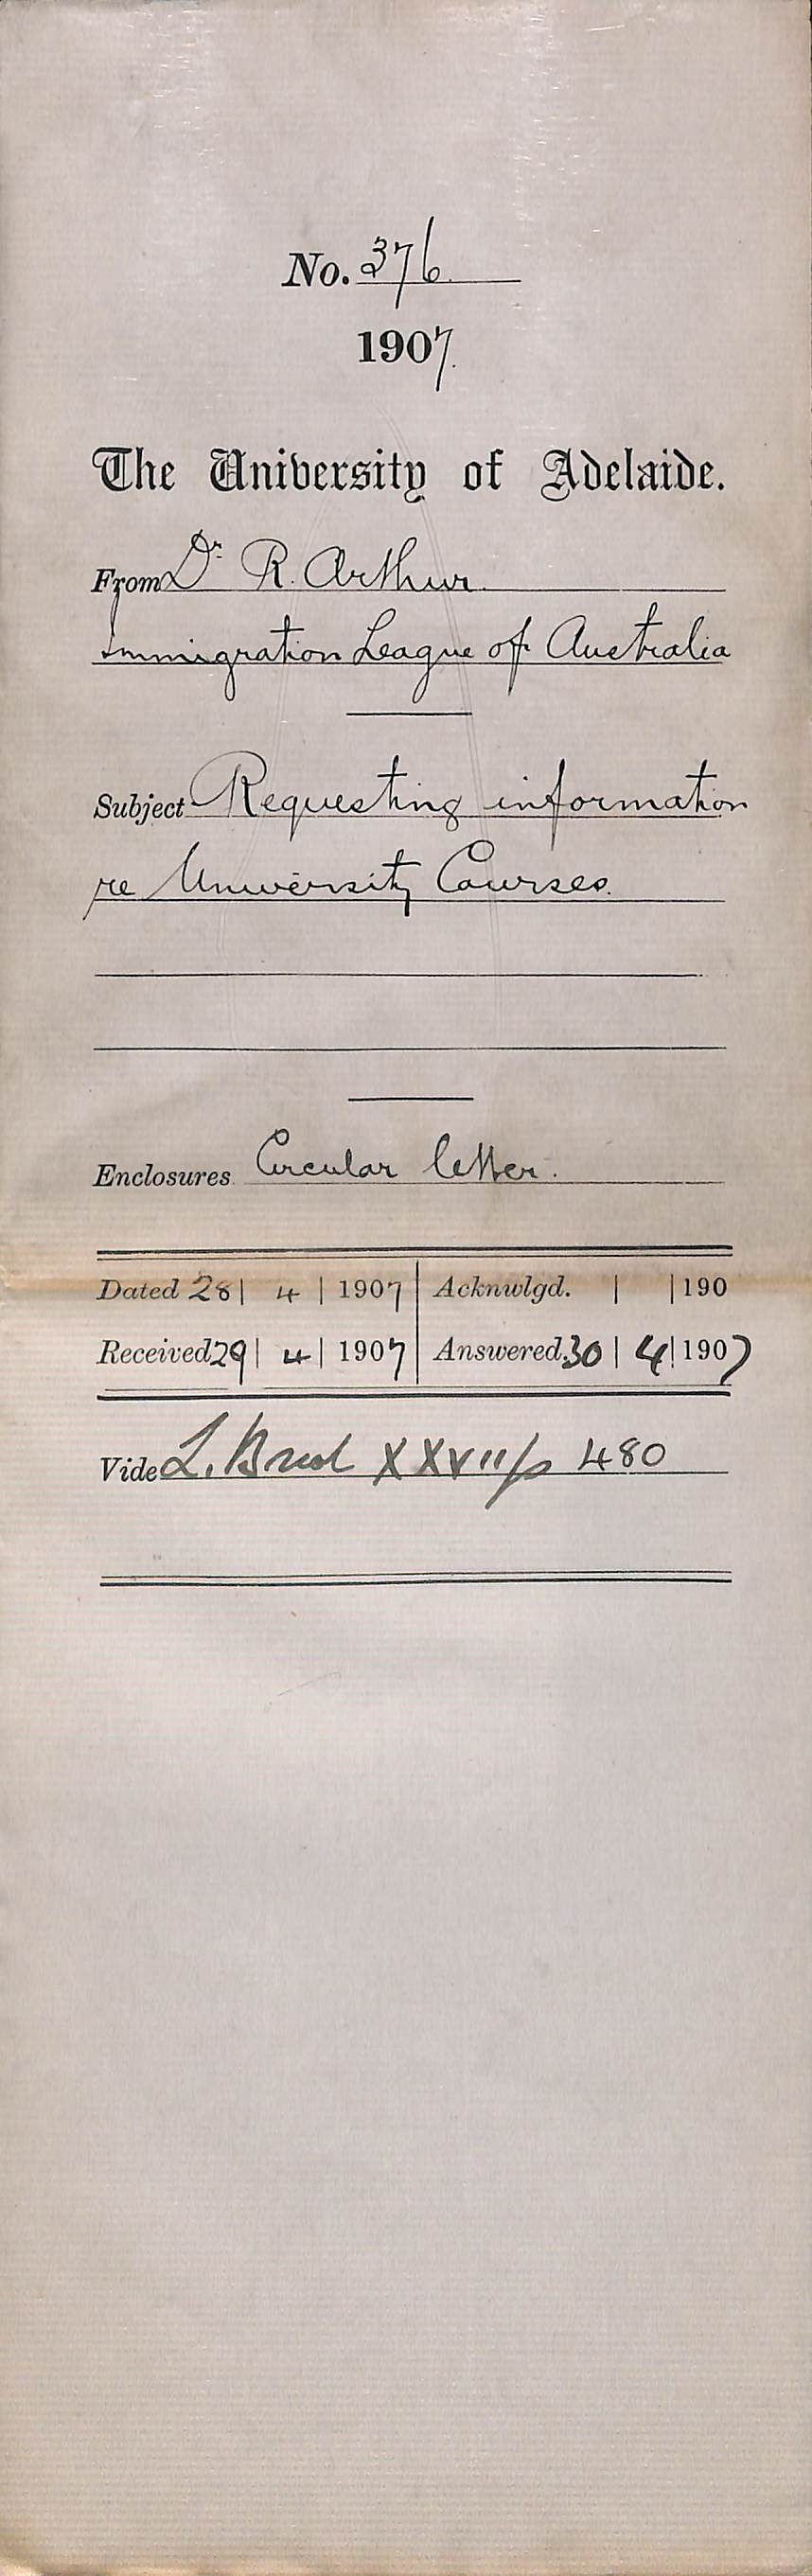 No. 376
1907.
The University of Adelaide.
From Dr. R. Arthur.
Immigration League of Australia
Subject Requesting information
re University Courses.
Enclosures Circular letter.
Dated 28 | 4 | 1907 | Acknwlgd. | | 190
Received 29 | 4 | 1907 | Answered. 30 | 4 | 1907
Vide L. XXVII p 480